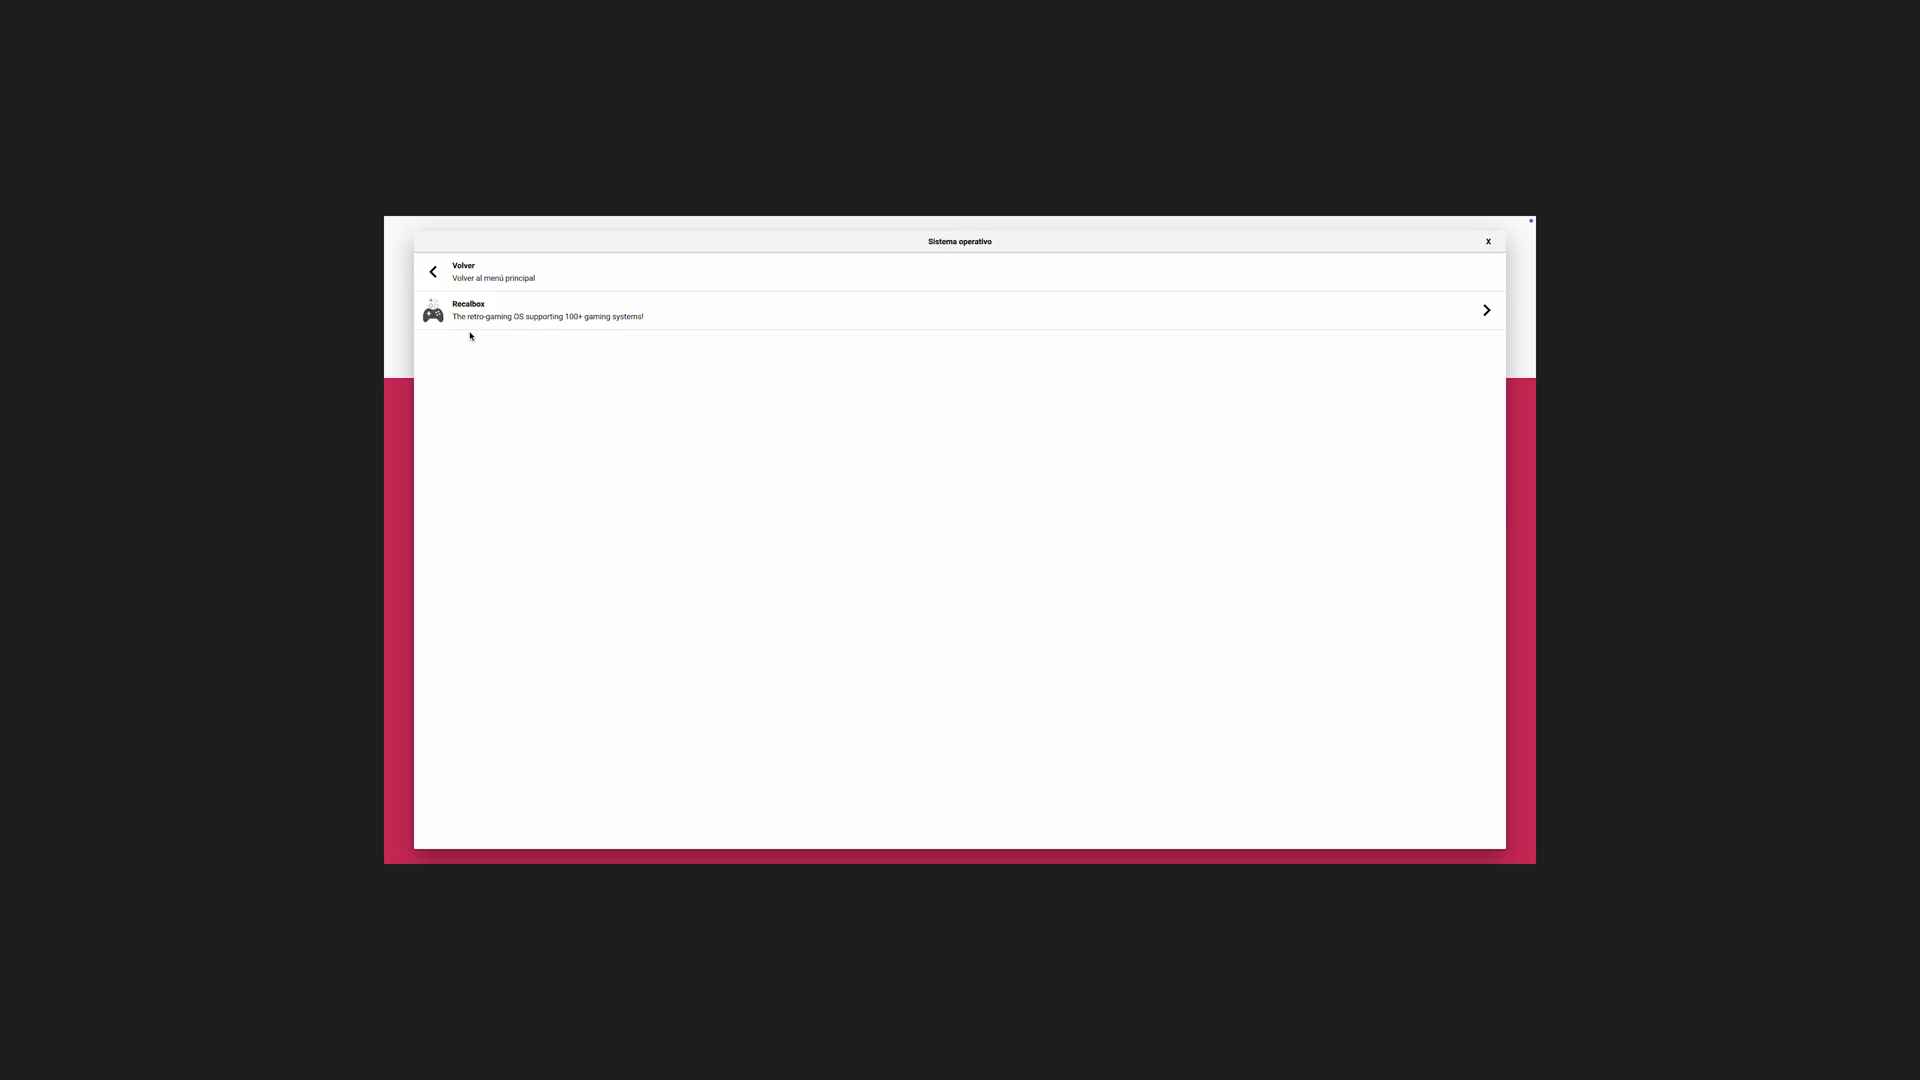 Sistema operativo
X
Volver
Volver al menú principal
Recalbox
The retro-gaming OS supporting 100+ gaming systems!